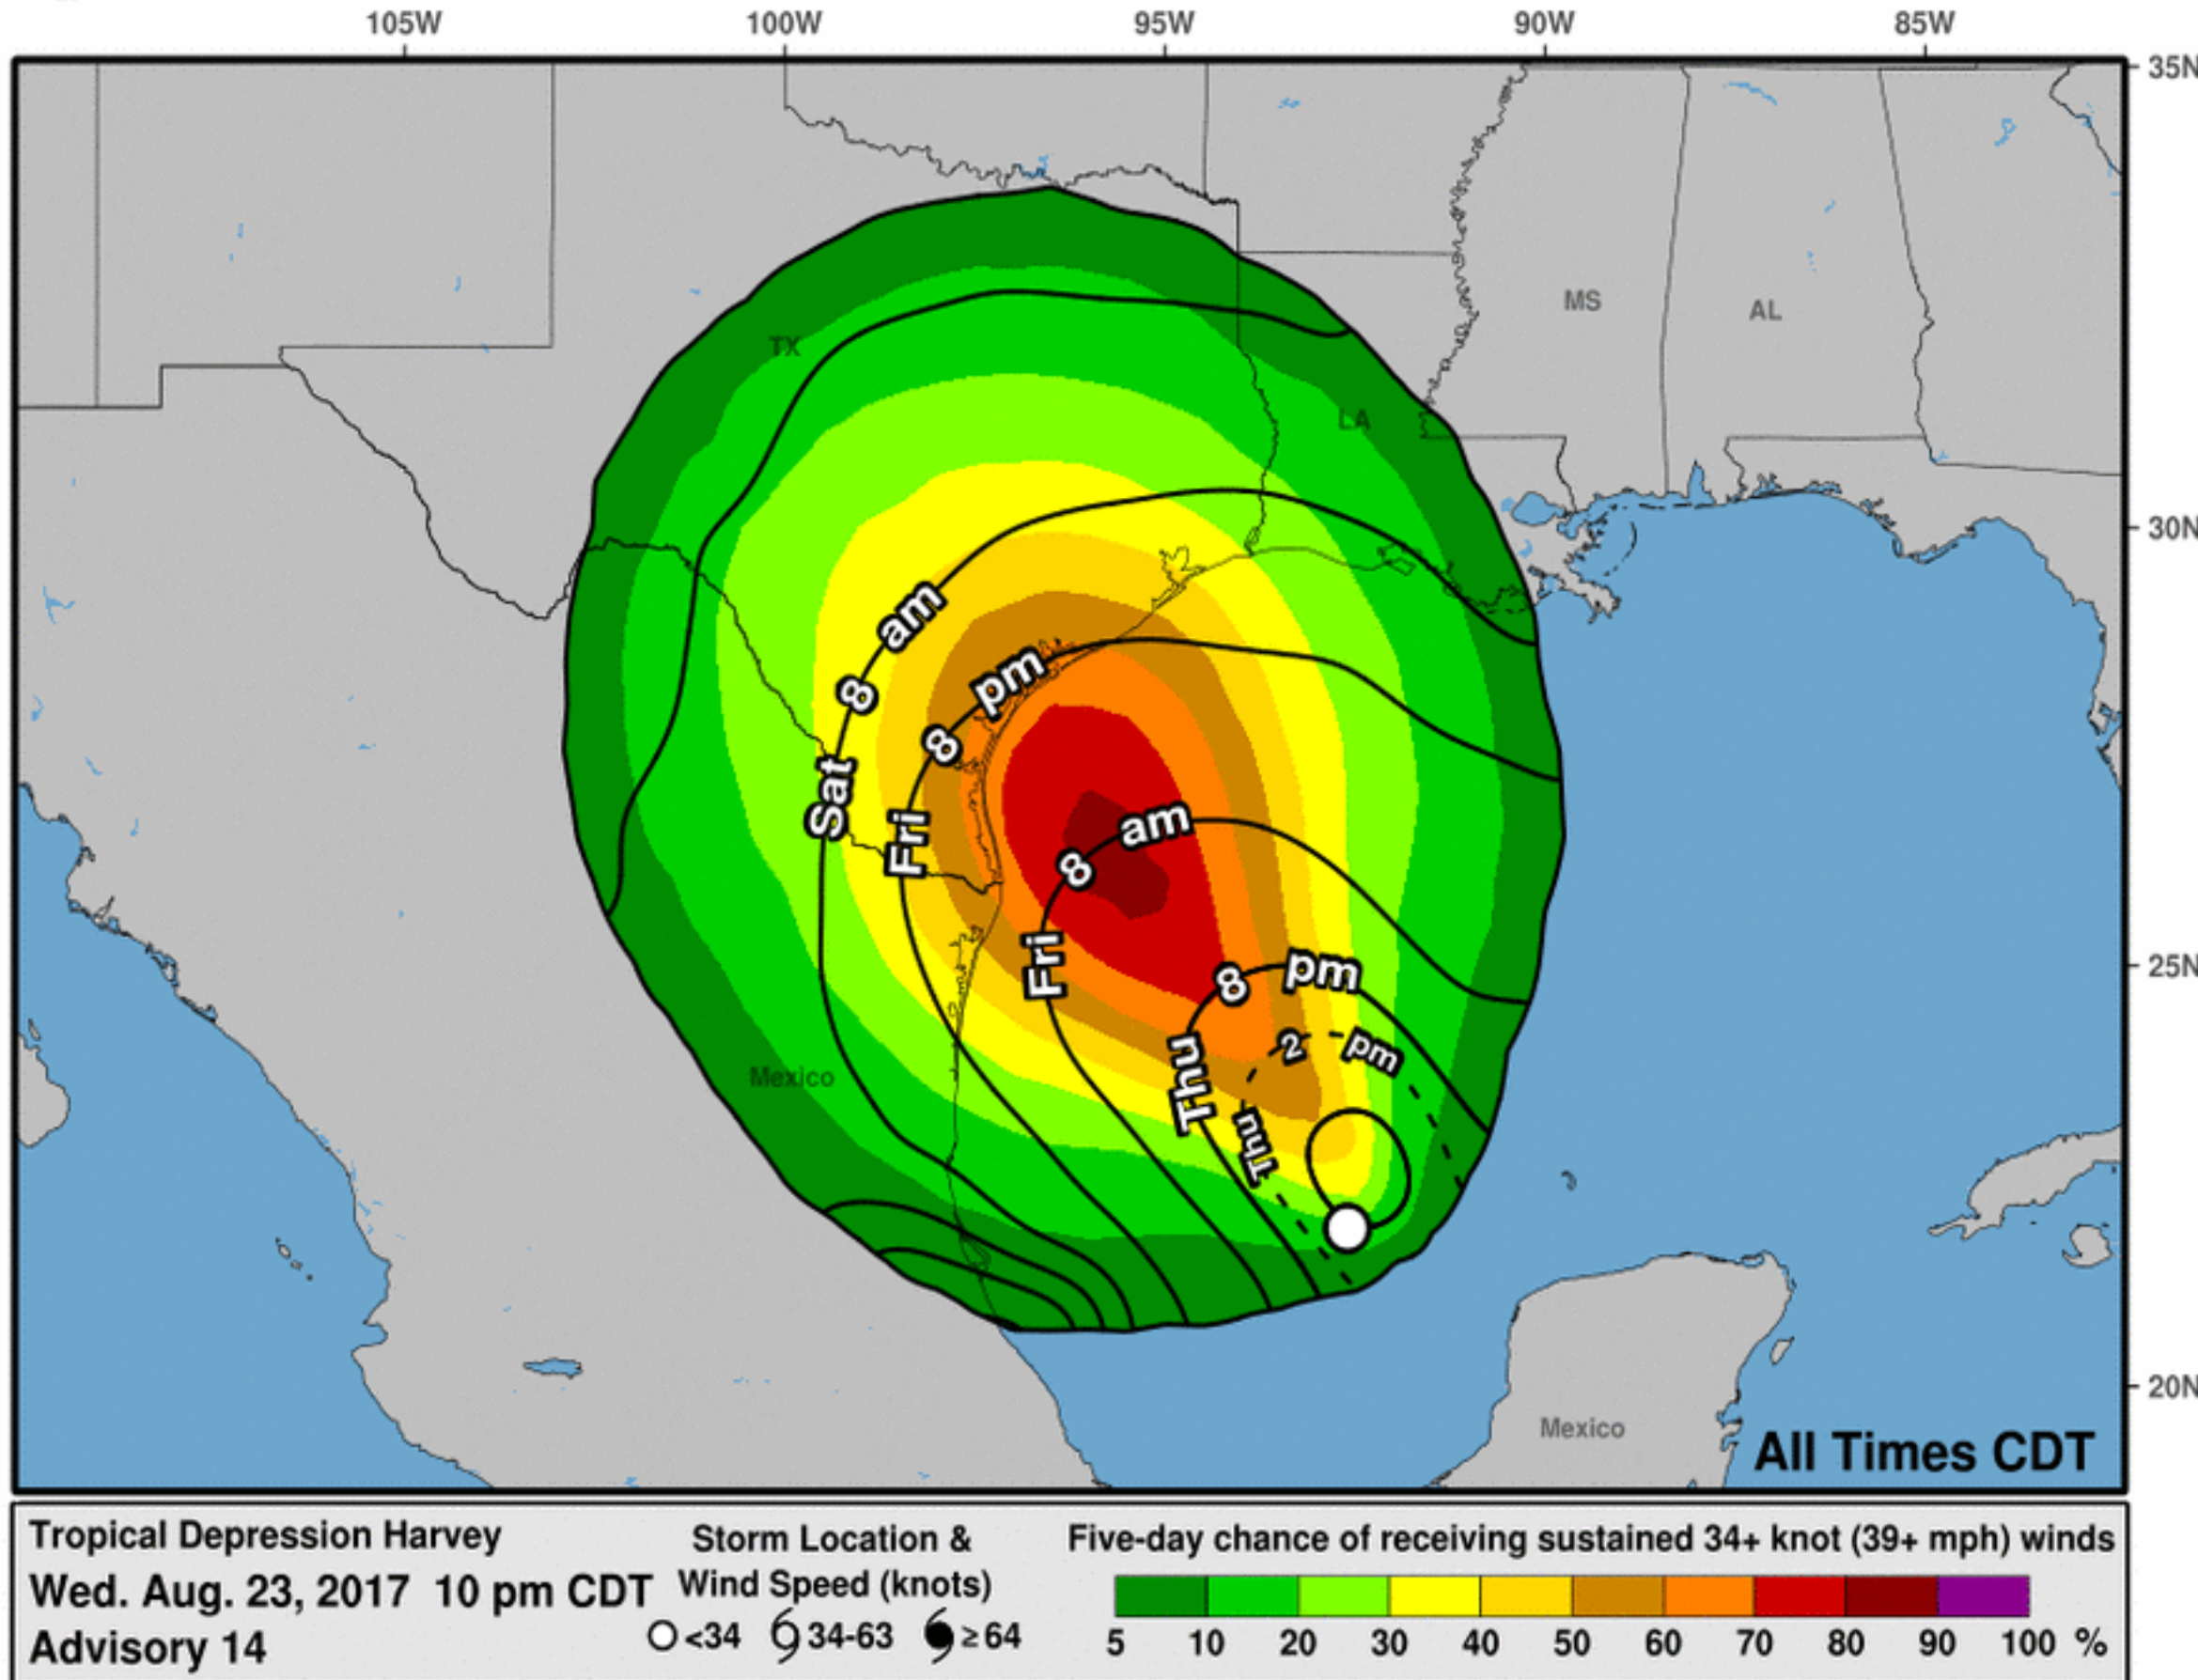 105W 100W 95W 90W 85W
35N
MS
AL
TX
LA
30N
8 am
8 pm
Sat
Fri
8 am
Fri
8 pm
25N
Thu
2 pm
Thu
Mexico
20N
Mexico
All Times CDT
Tropical Depression Harvey
Wed. Aug. 23, 2017 10 pm CDT
Advisory 14
Storm Location &
Wind Speed (knots)
<34 34-63 ≥64
Five-day chance of receiving sustained 34+ knot (39+ mph) winds
5 10 20 30 40 50 60 70 80 90 100 %